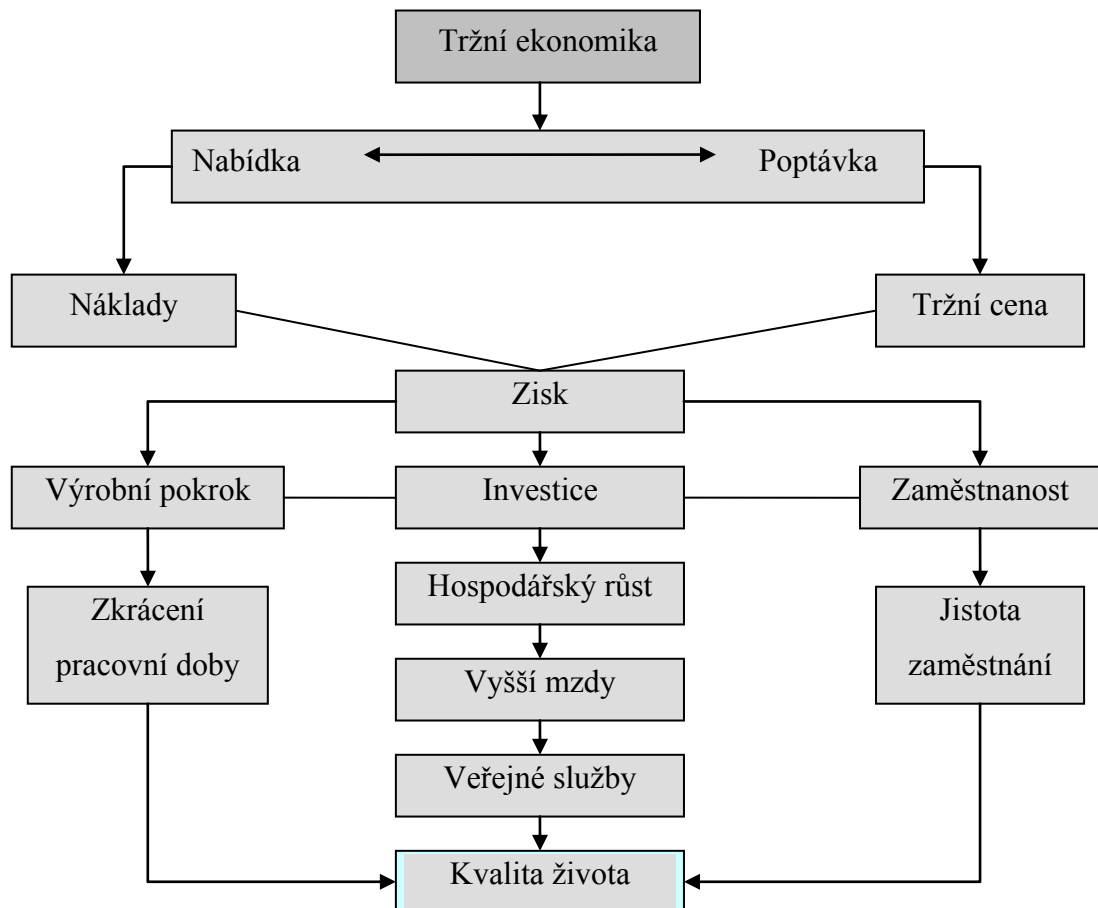 Tržní ekonomika
Nabídka
Poptávka
Náklady
Tržní cena
Zisk
Výrobní pokrok
Investice
Zaměstnanost
Hospodářský růst
Zkrácení
pracovní doby
Jistota
zaměstnání
Vyšší mzdy
Veřejné služby
Kvalita života